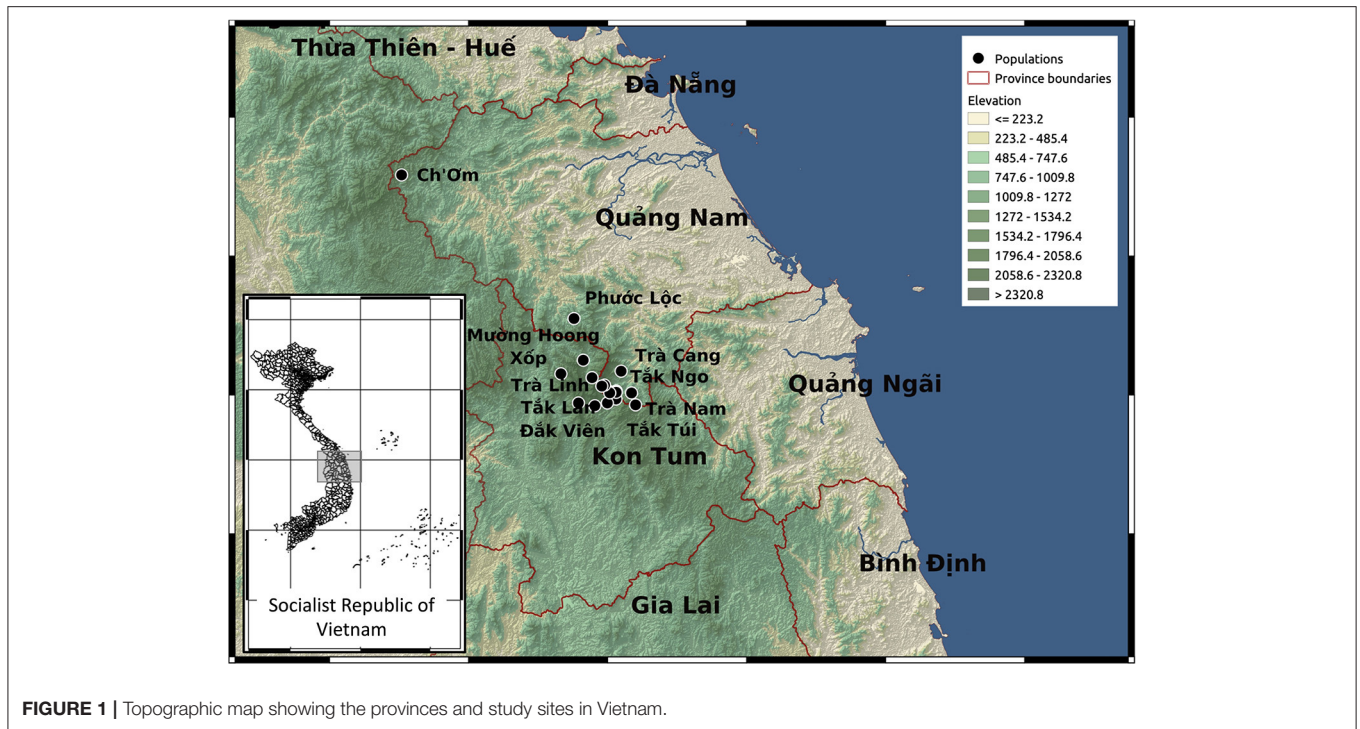 Thừa Thiên - Huế
Đà Nẵng
Ch'Ơm
Quảng Nam
Phước Lộc
Mường Hoong
Xốp
Trà Cang
Tắk Ngo
Trà Linh
Quảng Ngãi
Tắk Lan
Trà Nam
Đắk Viên
Tắk Túi
Kon Tum
Bình Định
Gia Lai
Populations
Province boundaries
Elevation
<= 223.2
223.2 - 485.4
485.4 - 747.6
747.6 - 1009.8
1009.8 - 1272
1272 - 1534.2
1534.2 - 1796.4
1796.4 - 2058.6
2058.6 - 2320.8
> 2320.8
Socialist Republic of
Vietnam
FIGURE 1 | Topographic map showing the provinces and study sites in Vietnam.